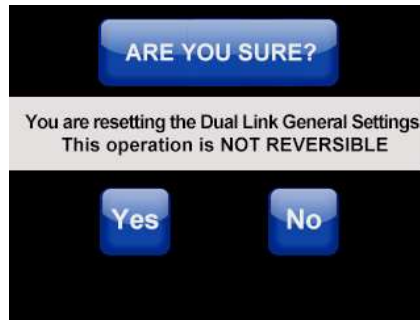 ARE YOU SURE?
You are resetting the Dual Link General Settings
This operation is NOT REVERSIBLE
Yes No